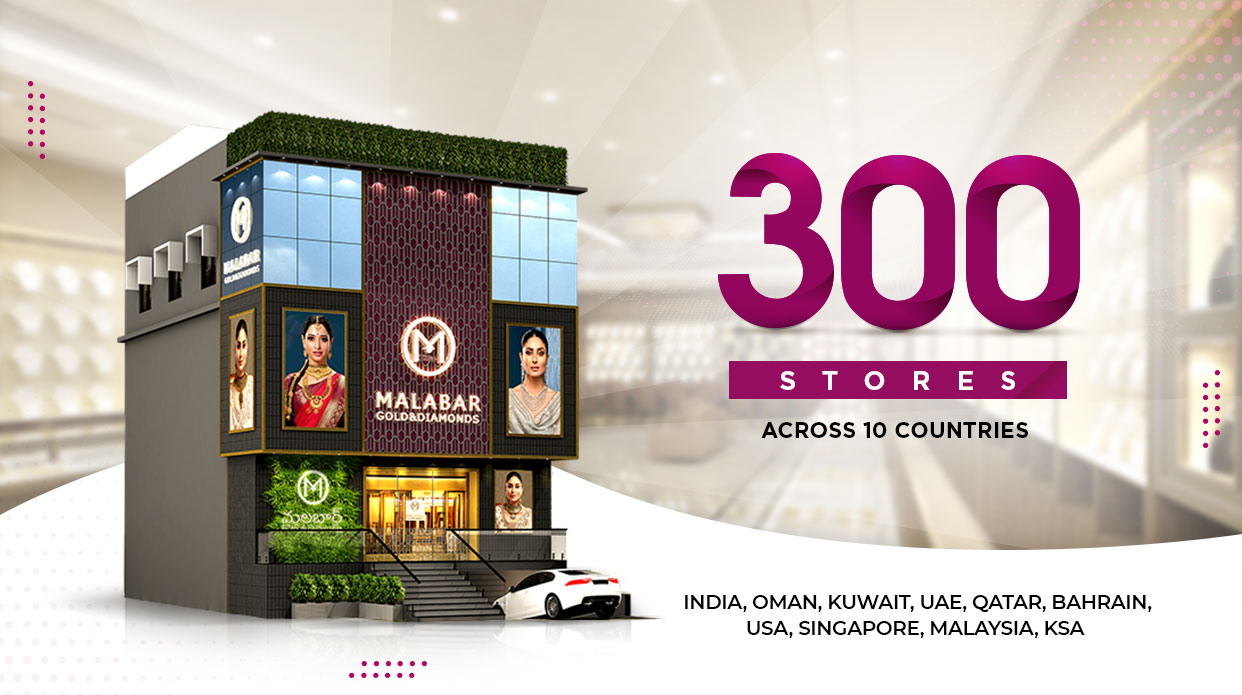 M
MALABAR
GOLD&DIAMONDS
M
MALABAR
GOLD&DIAMONDS
M
మలబార్
300
STORES
ACROSS 10 COUNTRIES
INDIA, OMAN, KUWAIT, UAE, QATAR, BAHRAIN,
USA, SINGAPORE, MALAYSIA, KSA